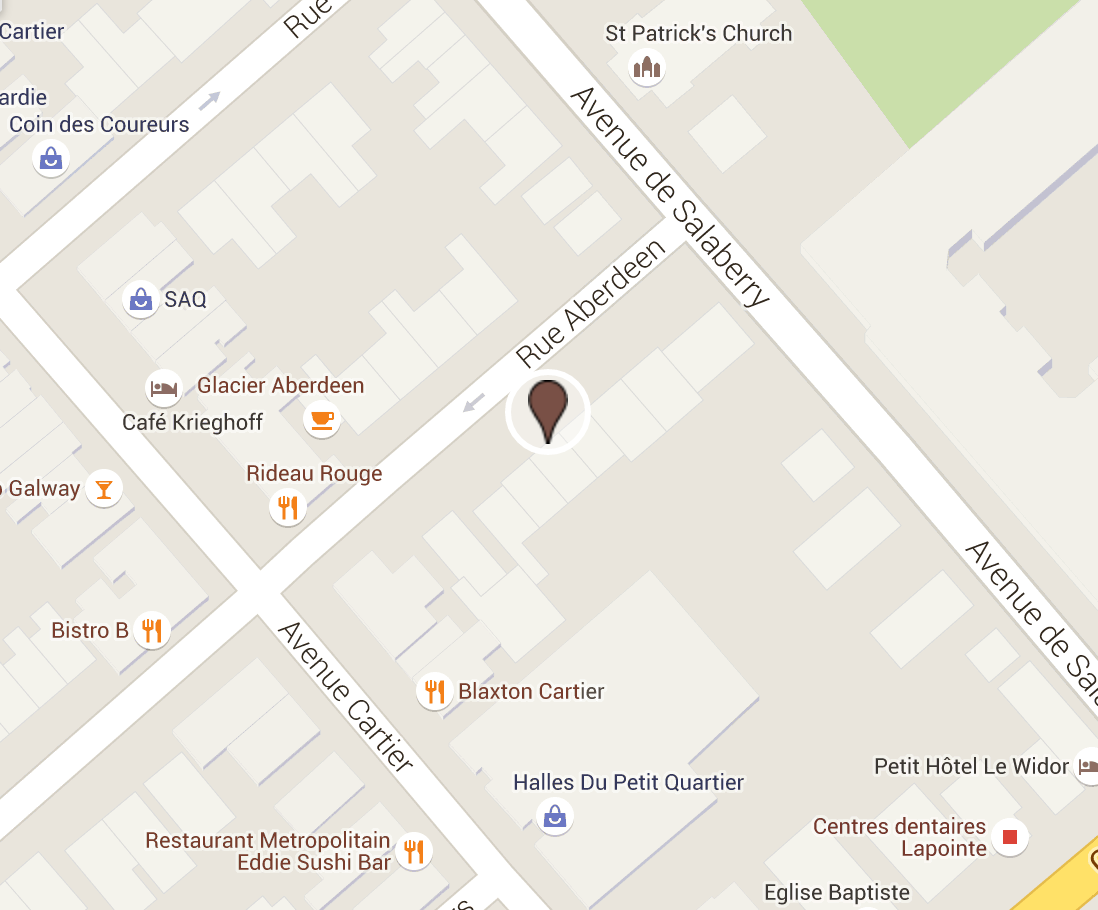 Rue
Cartier
St Patrick's Church
ardie
Coin des Coureurs
Avenue de Salaberry
Rue Aberdeen
SAQ
Glacier Aberdeen
Café Krieghoff
Rideau Rouge
Galway
Bistro B
Avenue Cartier
Blaxton Cartier
Avenue de Sala
Petit Hôtel Le Widor
Halles Du Petit Quartier
Centres dentaires
Lapointe
Restaurant Metropolitain
Eddie Sushi Bar
Eglise Baptiste